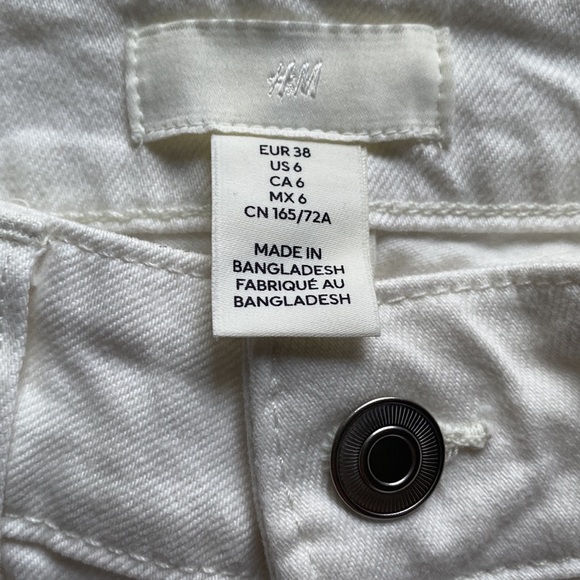 H&M
EUR 38
US 6
CA 6
MX 6
CN 165/72A
MADE IN
BANGLADESH
FABRIQUÉ AU
BANGLADESH